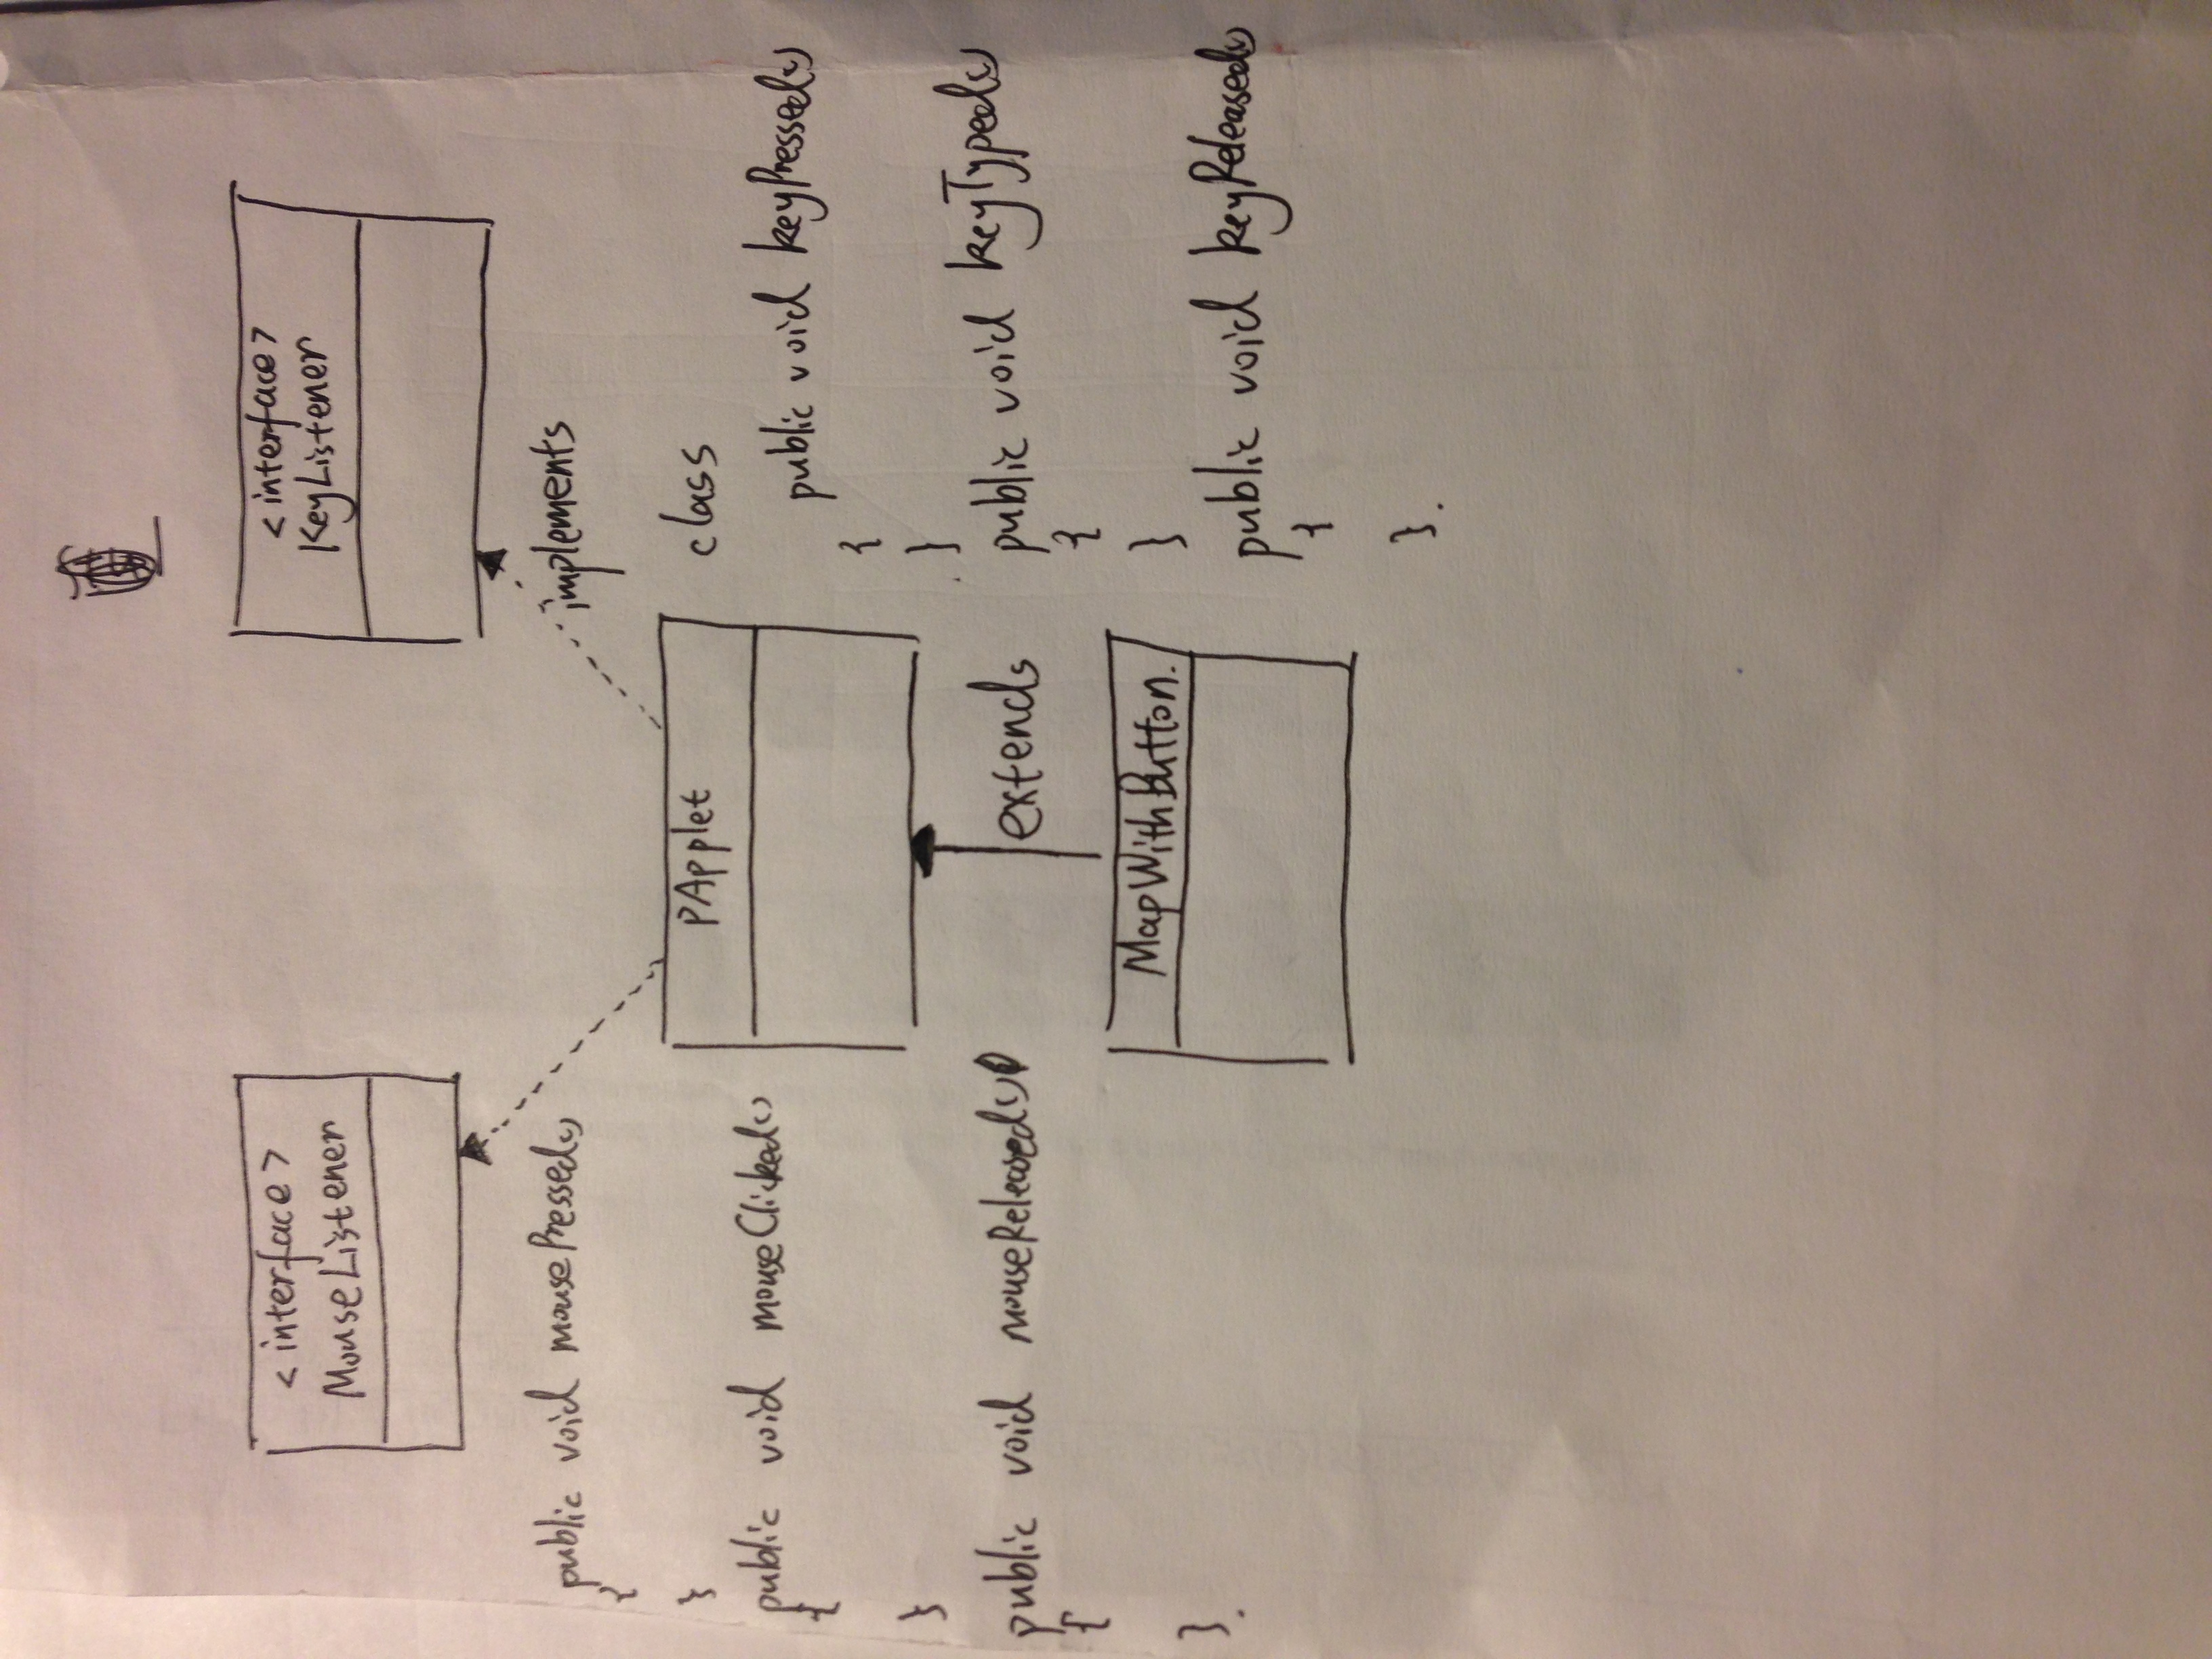 <interface>
MouseListener
<interface>
KeyListener
public void mousePressed()
{
}
public void mouseClicked()
{
}
public void mouseReleased()
{
}.
implements
PApplet
class
extends
MapWithButton.
public void keyPressed()
{
}
public void keyTyped()
{
}
public void keyReleased()
{
}.